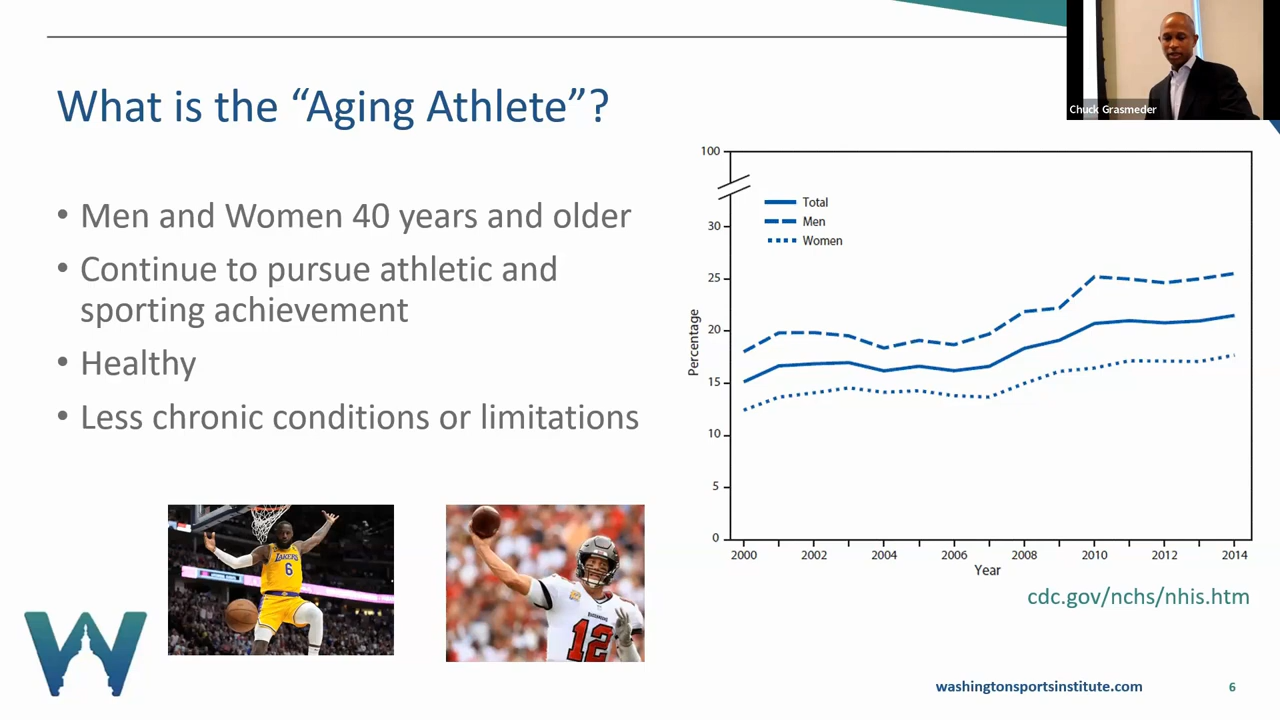 Chuck Grasmeder
What is the “Aging Athlete”?
• Men and Women 40 years and older
• Continue to pursue athletic and
sporting achievement
• Healthy
• Less chronic conditions or limitations
100
30
25
20
15
10
5
0
Percentage
Total
Men
Women
2000 2002 2004 2006 2008 2010 2012 2014
Year
cdc.gov/nchs/nhis.htm
LAKERS
6
BUCCANEERS
12
W
washingtonsportsinstitute.com
6